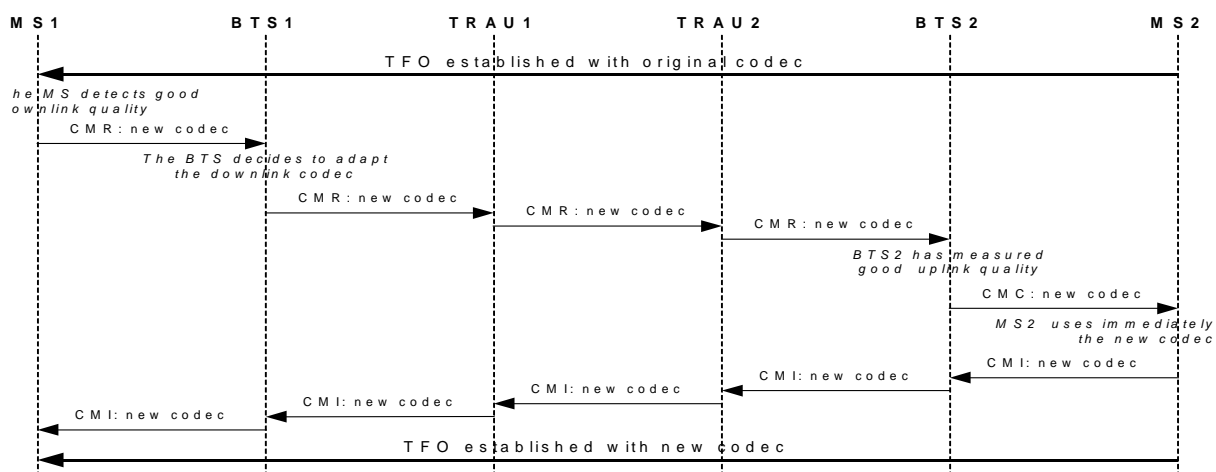 MS1 BTS1 TRAU1 TRAU2 BTS2 MS2
TFO established with original codec
he MS detects good
ownlink quality
CMR: new codec
The BTS decides to adapt
the downlink codec
CMR: new codec
CMR: new codec
CMR: new codec
BTS2 has measured
good uplink quality
CMC: new codec
MS2 uses immediately
the new codec
CMI: new codec
CMI: new codec
CMI: new codec
CMI: new codec
CMI: new codec
TFO established with new codec